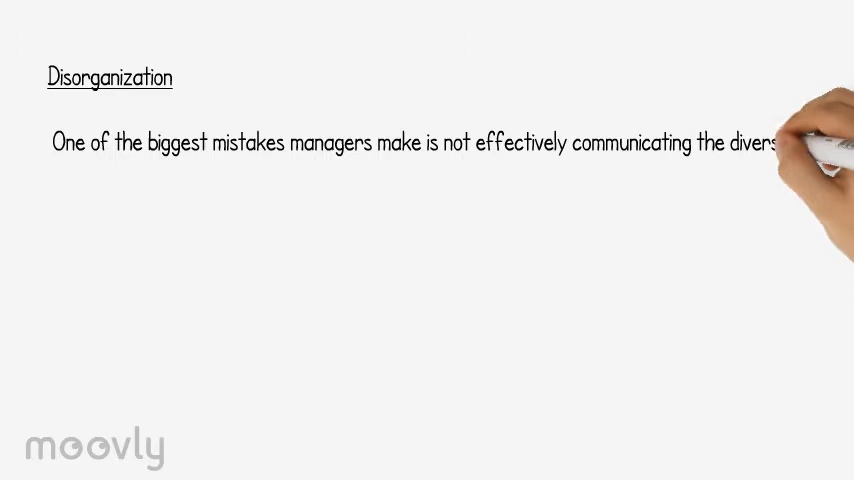 Disorganization
One of the biggest mistakes managers make is not effectively communicating the divers
moovly